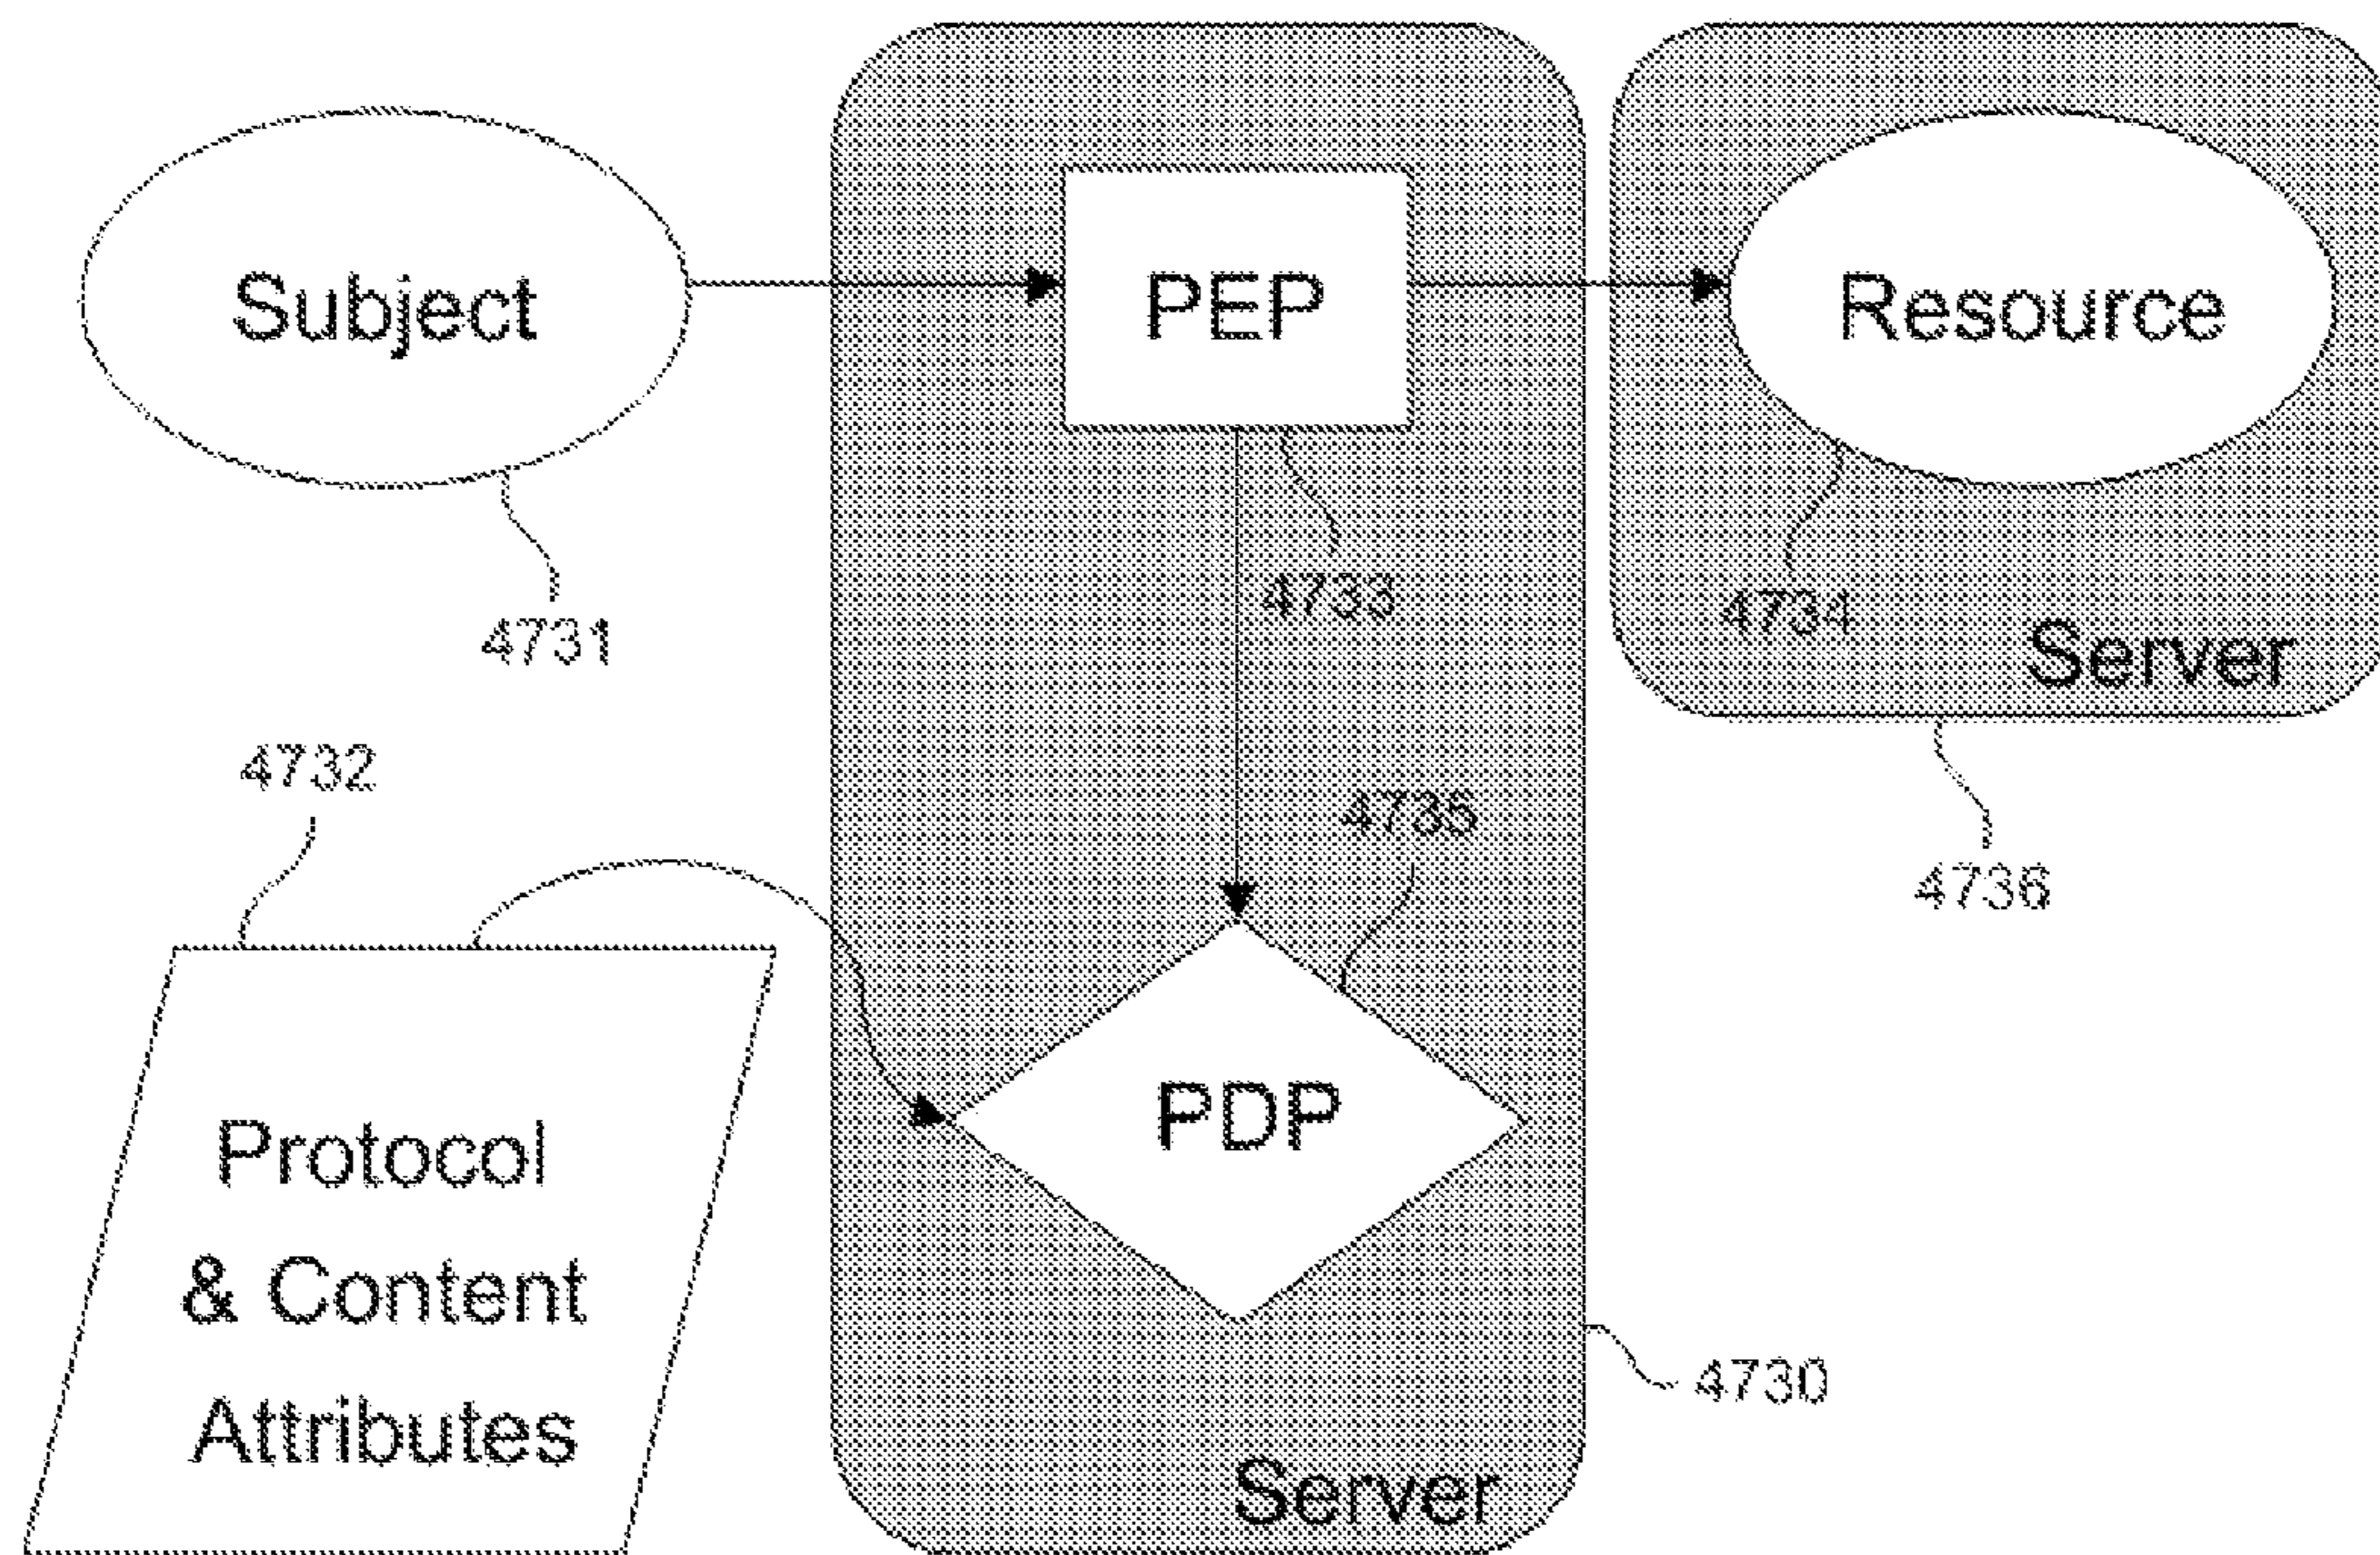 Subject
PEP
Resource
4733
4734
4731
Server
4732
4735
4736
Protocol
& Content
Attributes
PDP
4730
Server